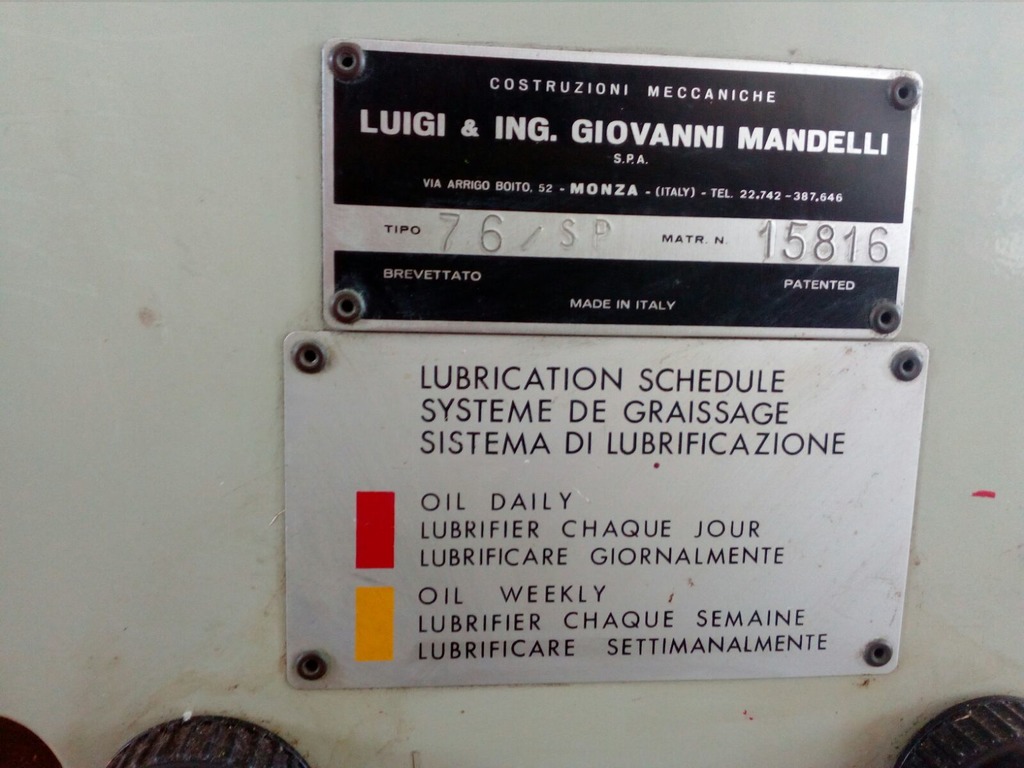 COSTRUZIONI MECCANICHE
LUIGI & ING. GIOVANNI MANDELLI
S.P.A.
VIA ARRIGO BOITO, 52 - MONZA - (ITALY) - TEL. 22.742 - 387.646
TIPO 76/SP MATR. N. 15816
BREVETTATO PATENTED
MADE IN ITALY
LUBRICATION SCHEDULE
SYSTEME DE GRAISSAGE
SISTEMA DI LUBRIFICAZIONE
OIL DAILY
LUBRIFIER CHAQUE JOUR
LUBRIFICARE GIORNALMENTE
OIL WEEKLY
LUBRIFIER CHAQUE SEMAINE
LUBRIFICARE SETTIMANALMENTE